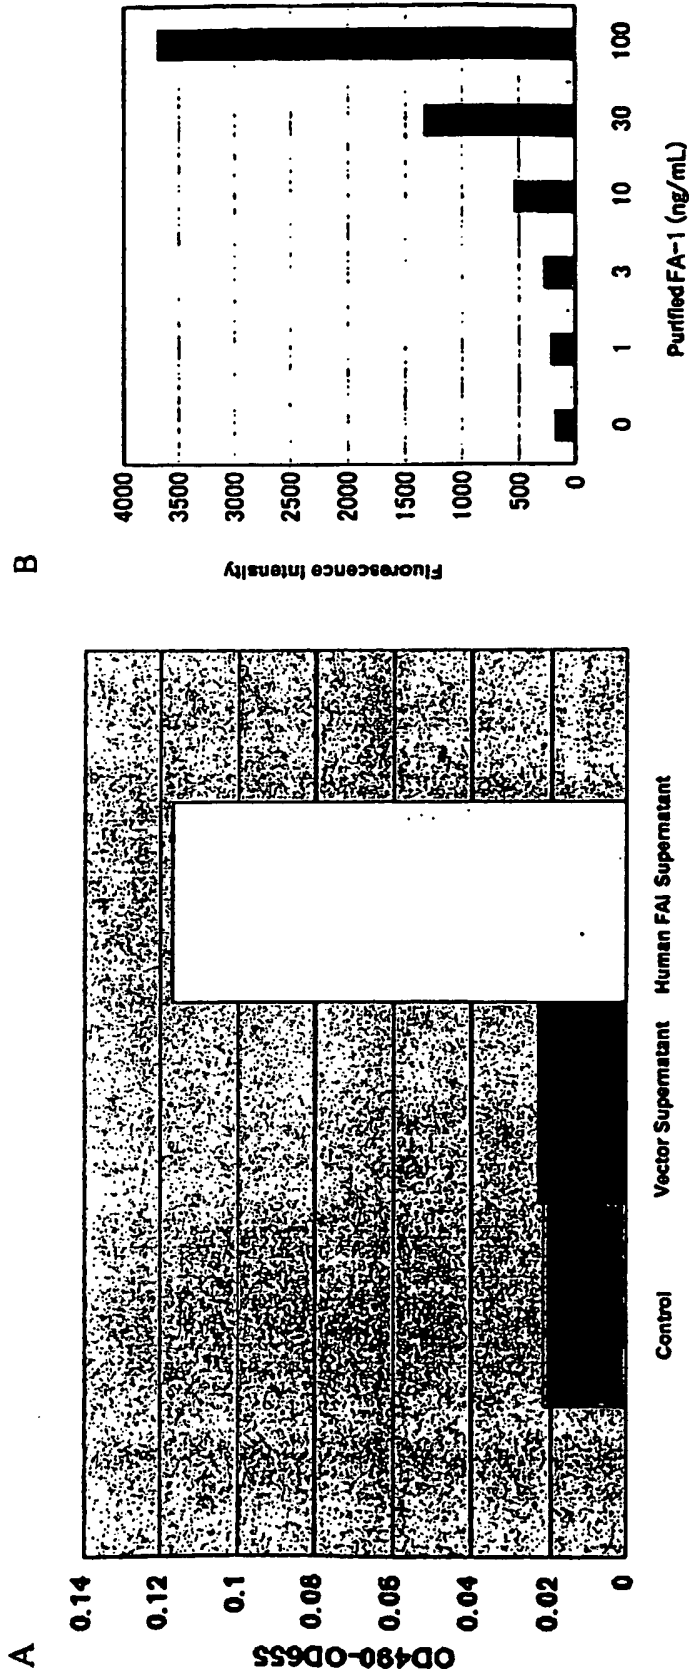 A
OD490-OD655
0.14
0.12
0.1
0.08
0.06
0.04
0.02
0
Control
Vector Supernatant
Human FAI Supernatant
B
Fluorescence Intensity
4000
3500
3000
2500
2000
1500
1000
500
0
0
1
3
10
30
100
Purified FA-1 (ng/mL)